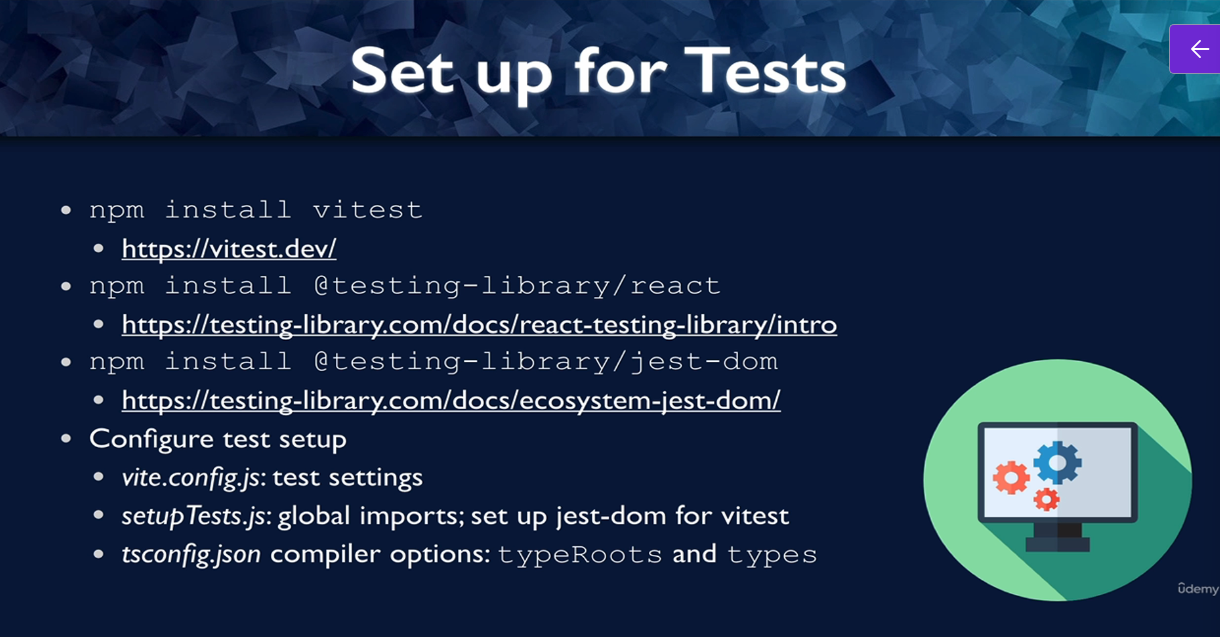 Set up for Tests
• npm install vitest
• https://vitest.dev/
• npm install @testing-library/react
• https://testing-library.com/docs/react-testing-library/intro
• npm install @testing-library/jest-dom
• https://testing-library.com/docs/ecosystem-jest-dom/
• Configure test setup
• vite.config.js: test settings
• setupTests.js: global imports; set up jest-dom for vitest
• tsconfig.json compiler options: typeRoots and types
ûdemy